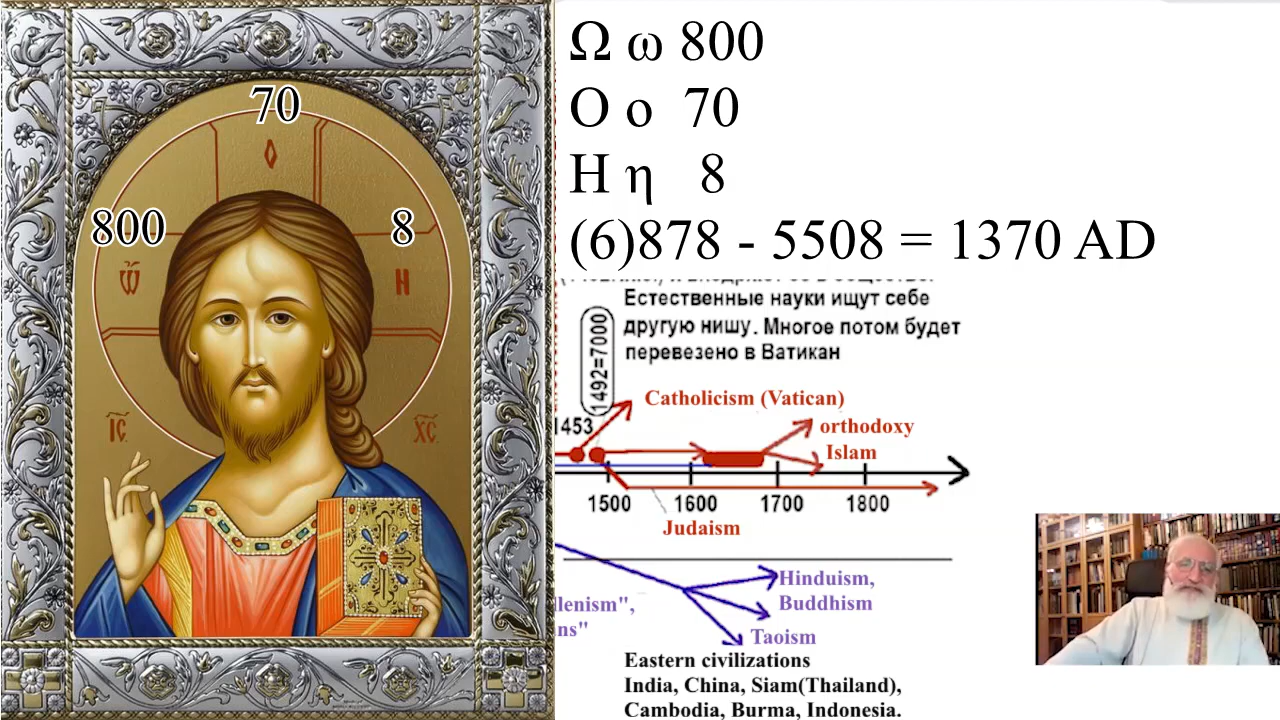 70
ὁ
800
8
ѿ
Н
І҃С
Х҃С
Ω ω 800
Ο ο 70
Η η 8
(6)878 - 5508 = 1370 AD
Естественные науки ищут себе
другую нишу. Многое потом будет
перевезено в Ватикан
1492=7000
Catholicism (Vatican)
1453
orthodoxy
Islam
1500 1600 1700 1800
Judaism
Hinduism,
Buddhism
lenism",
ns"
Taoism
Eastern civilizations
India, China, Siam(Thailand),
Cambodia, Burma, Indonesia.